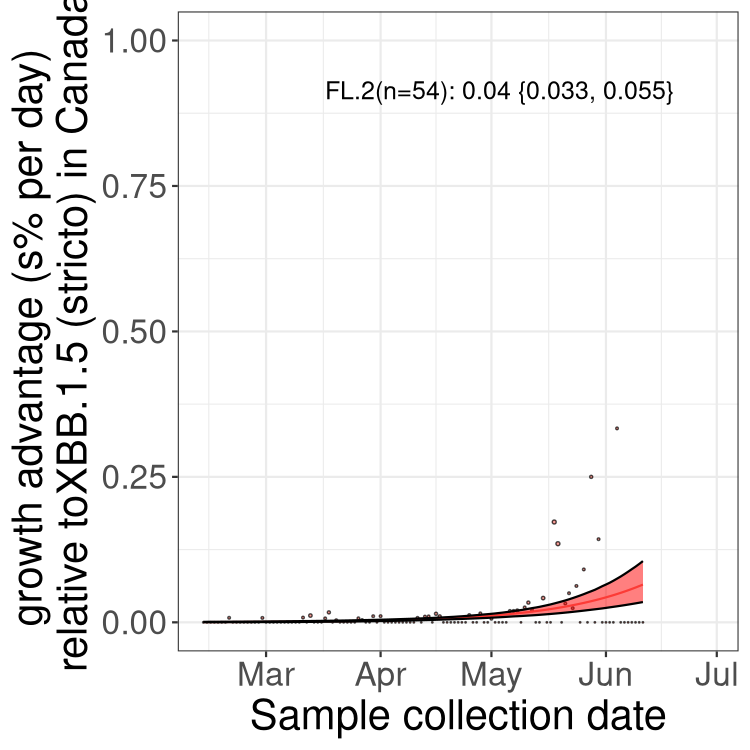 growth advantage (s% per day)
relative toXBB.1.5 (stricto) in Canada
1.00
0.75
0.50
0.25
0.00
FL.2(n=54): 0.04 {0.033, 0.055}
Mar
Apr
May
Jun
Jul
Sample collection date